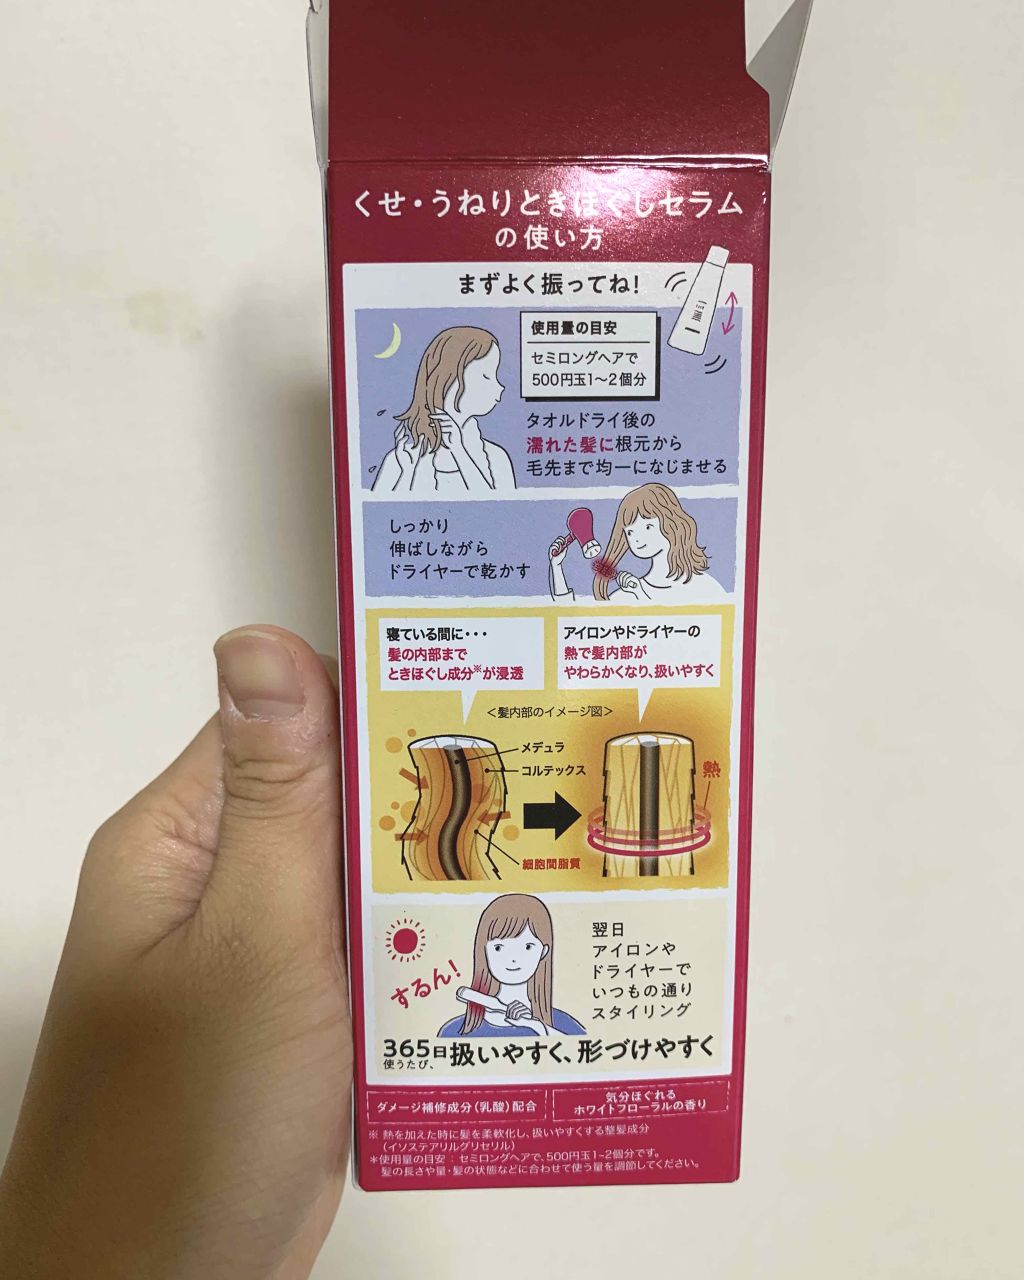 くせ・うねりときほぐしセラム
の使い方
まずよく振ってね!
使用量の目安
セミロングヘアで
500円玉1〜2個分
タオルドライ後の
濡れた髪に根元から
毛先まで均一になじませる
しっかり
伸ばしながら
ドライヤーで乾かす
寝ている間に・・・
髪の内部まで
ときほぐし成分※が浸透
アイロンやドライヤーの
熱で髪内部が
やわらかくなり、扱いやすく
<髪内部のイメージ図>
メデュラ
コルテックス
細胞間脂質
熱
するん!
翌日
アイロンや
ドライヤーで
いつもの通り
スタイリング
365日
使うたび、
扱いやすく、形づけやすく
ダメージ補修成分(乳酸)配合
気分ほぐれる
ホワイトフローラルの香り
※ 熱を加えた時に髪を柔軟化し、扱いやすくする整髪成分
(イソステアリルグリセリル)
*使用量の目安:セミロングヘアで、500円玉1~2個分です。
髪の長さや量・髪の状態などに合わせて使う量を調節してください。